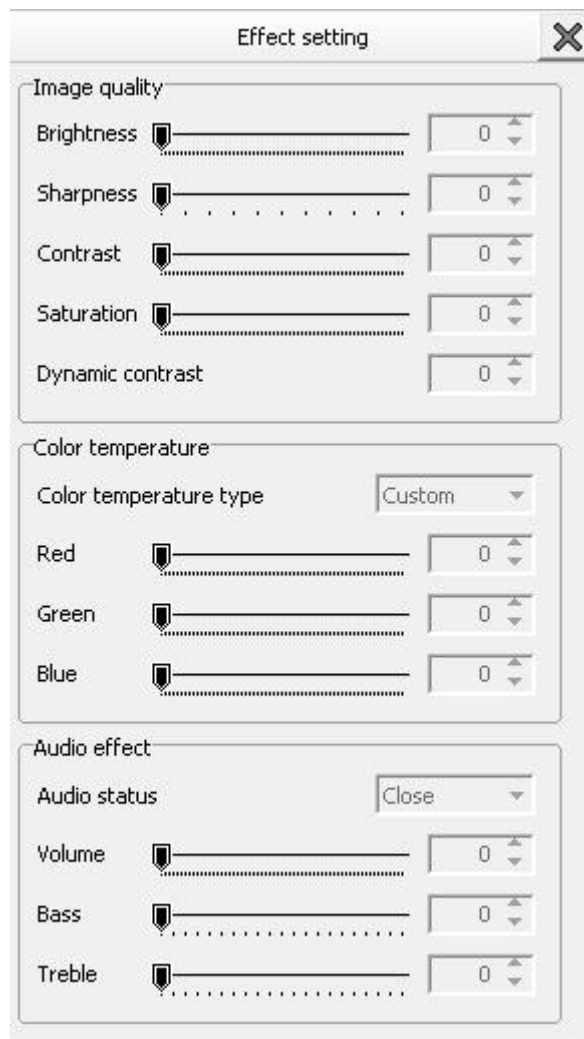 Effect setting
Image quality
Brightness 0
Sharpness 0
Contrast 0
Saturation 0
Dynamic contrast 0
Color temperature
Color temperature type Custom
Red 0
Green 0
Blue 0
Audio effect
Audio status Close
Volume 0
Bass 0
Treble 0